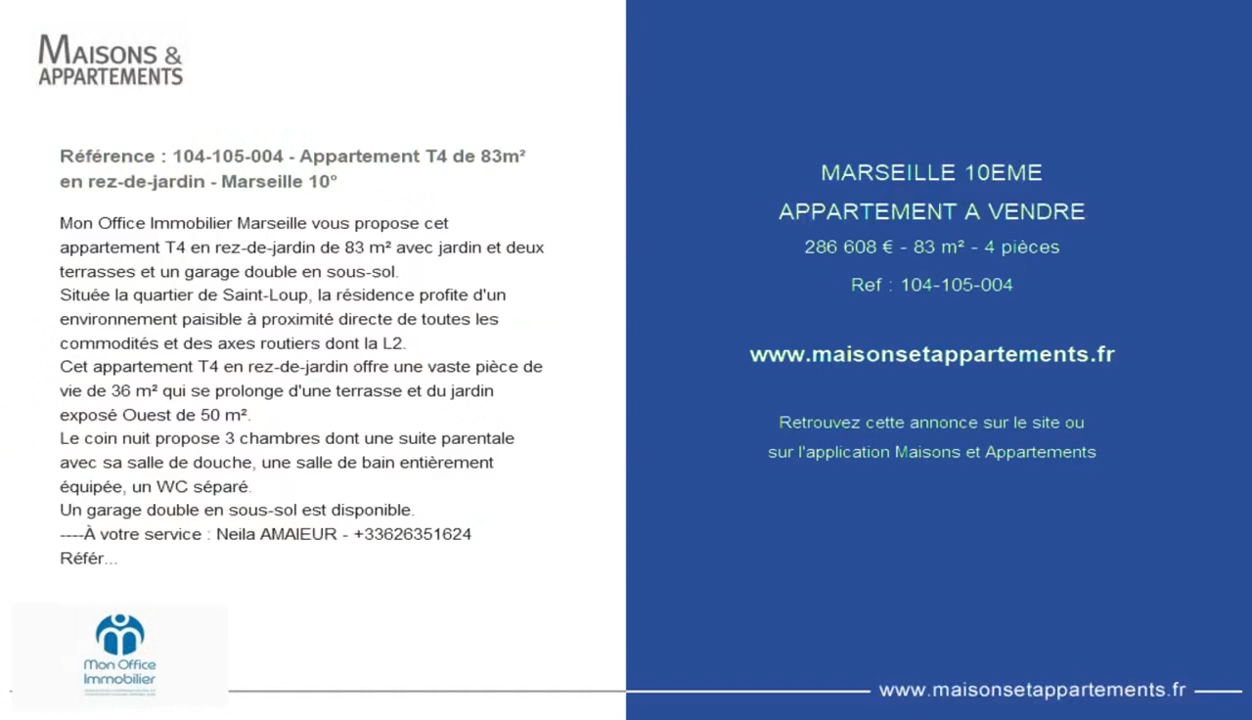 MAISONS &
APPARTEMENTS
Référence : 104-105-004 - Appartement T4 de 83m²
en rez-de-jardin - Marseille 10°
Mon Office Immobilier Marseille vous propose cet
appartement T4 en rez-de-jardin de 83 m² avec jardin et deux
terrasses et un garage double en sous-sol.
Située la quartier de Saint-Loup, la résidence profite d'un
environnement paisible à proximité directe de toutes les
commodités et des axes routiers dont la L2.
Cet appartement T4 en rez-de-jardin offre une vaste pièce de
vie de 36 m² qui se prolonge d'une terrasse et du jardin
exposé Ouest de 50 m².
Le coin nuit propose 3 chambres dont une suite parentale
avec sa salle de douche, une salle de bain entièrement
équipée, un WC séparé.
Un garage double en sous-sol est disponible.
----À votre service : Neila AMAIEUR - +33626351624
Référ...
Mon Office
Immobilier
MARSEILLE 10EME
APPARTEMENT A VENDRE
286 608 € - 83 m² - 4 pièces
Ref : 104-105-004
www.maisonsetappartements.fr
Retrouvez cette annonce sur le site ou
sur l'application Maisons et Appartements
www.maisonsetappartements.fr